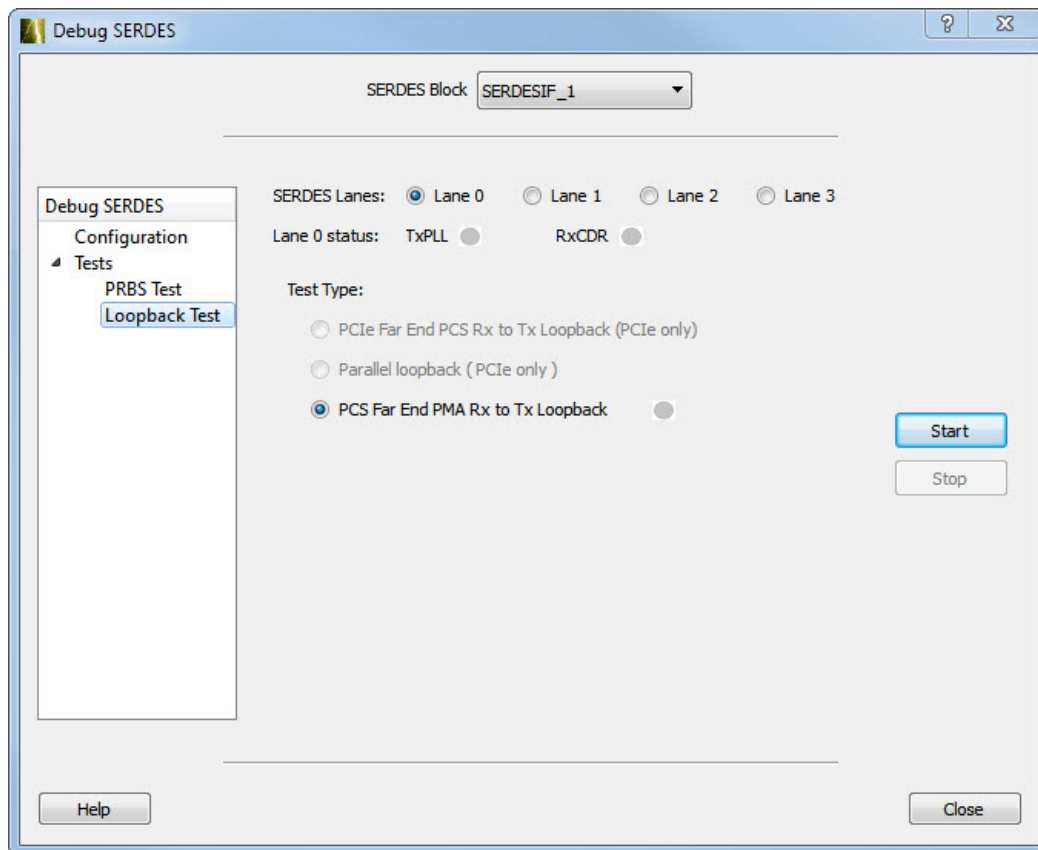 Debug SERDES
SERDES Block SERDESIF_1
Debug SERDES
Configuration
Tests
PRBS Test
Loopback Test
SERDES Lanes: Lane 0 Lane 1 Lane 2 Lane 3
Lane 0 status: TxPLL RxCDR
Test Type:
PCIe Far End PCS Rx to Tx Loopback (PCIe only)
Parallel loopback ( PCIe only )
PCS Far End PMA Rx to Tx Loopback
Start
Stop
Help
Close